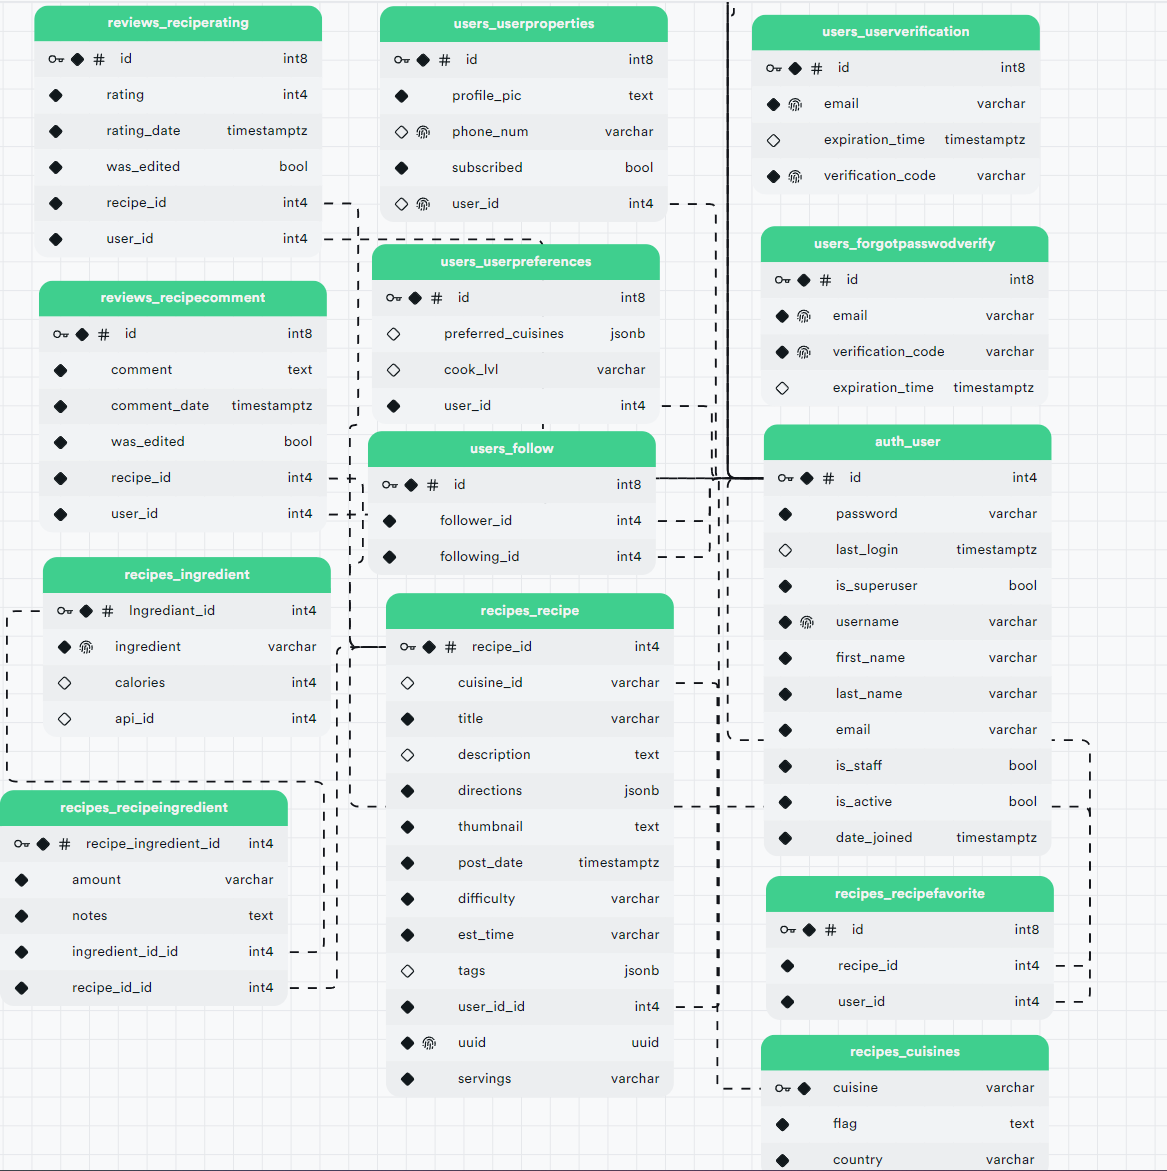 reviews_reciperating
id int8
rating int4
rating_date timestamptz
was_edited bool
recipe_id int4
user_id int4
reviews_recipecomment
id int8
comment text
comment_date timestamptz
was_edited bool
recipe_id int4
user_id int4
recipes_ingredient
Ingrediant_id int4
ingredient varchar
calories int4
api_id int4
recipes_recipeingredient
recipe_ingredient_id int4
amount varchar
notes text
ingredient_id_id int4
recipe_id_id int4
users_userproperties
id int8
profile_pic text
phone_num varchar
subscribed bool
user_id int4
users_userpreferences
id int8
preferred_cuisines jsonb
cook_lvl varchar
user_id int4
users_follow
id int8
follower_id int4
following_id int4
recipes_recipe
recipe_id int4
cuisine_id varchar
title varchar
description text
directions jsonb
thumbnail text
post_date timestamptz
difficulty varchar
est_time varchar
tags jsonb
user_id_id int4
uuid uuid
servings varchar
users_userverification
id int8
email varchar
expiration_time timestamptz
verification_code varchar
users_forgotpasswodverify
id int8
email varchar
verification_code varchar
expiration_time timestamptz
auth_user
id int4
password varchar
last_login timestamptz
is_superuser bool
username varchar
first_name varchar
last_name varchar
email varchar
is_staff bool
is_active bool
date_joined timestamptz
recipes_recipefavorite
id int8
recipe_id int4
user_id int4
recipes_cuisines
cuisine varchar
flag text
country varchar